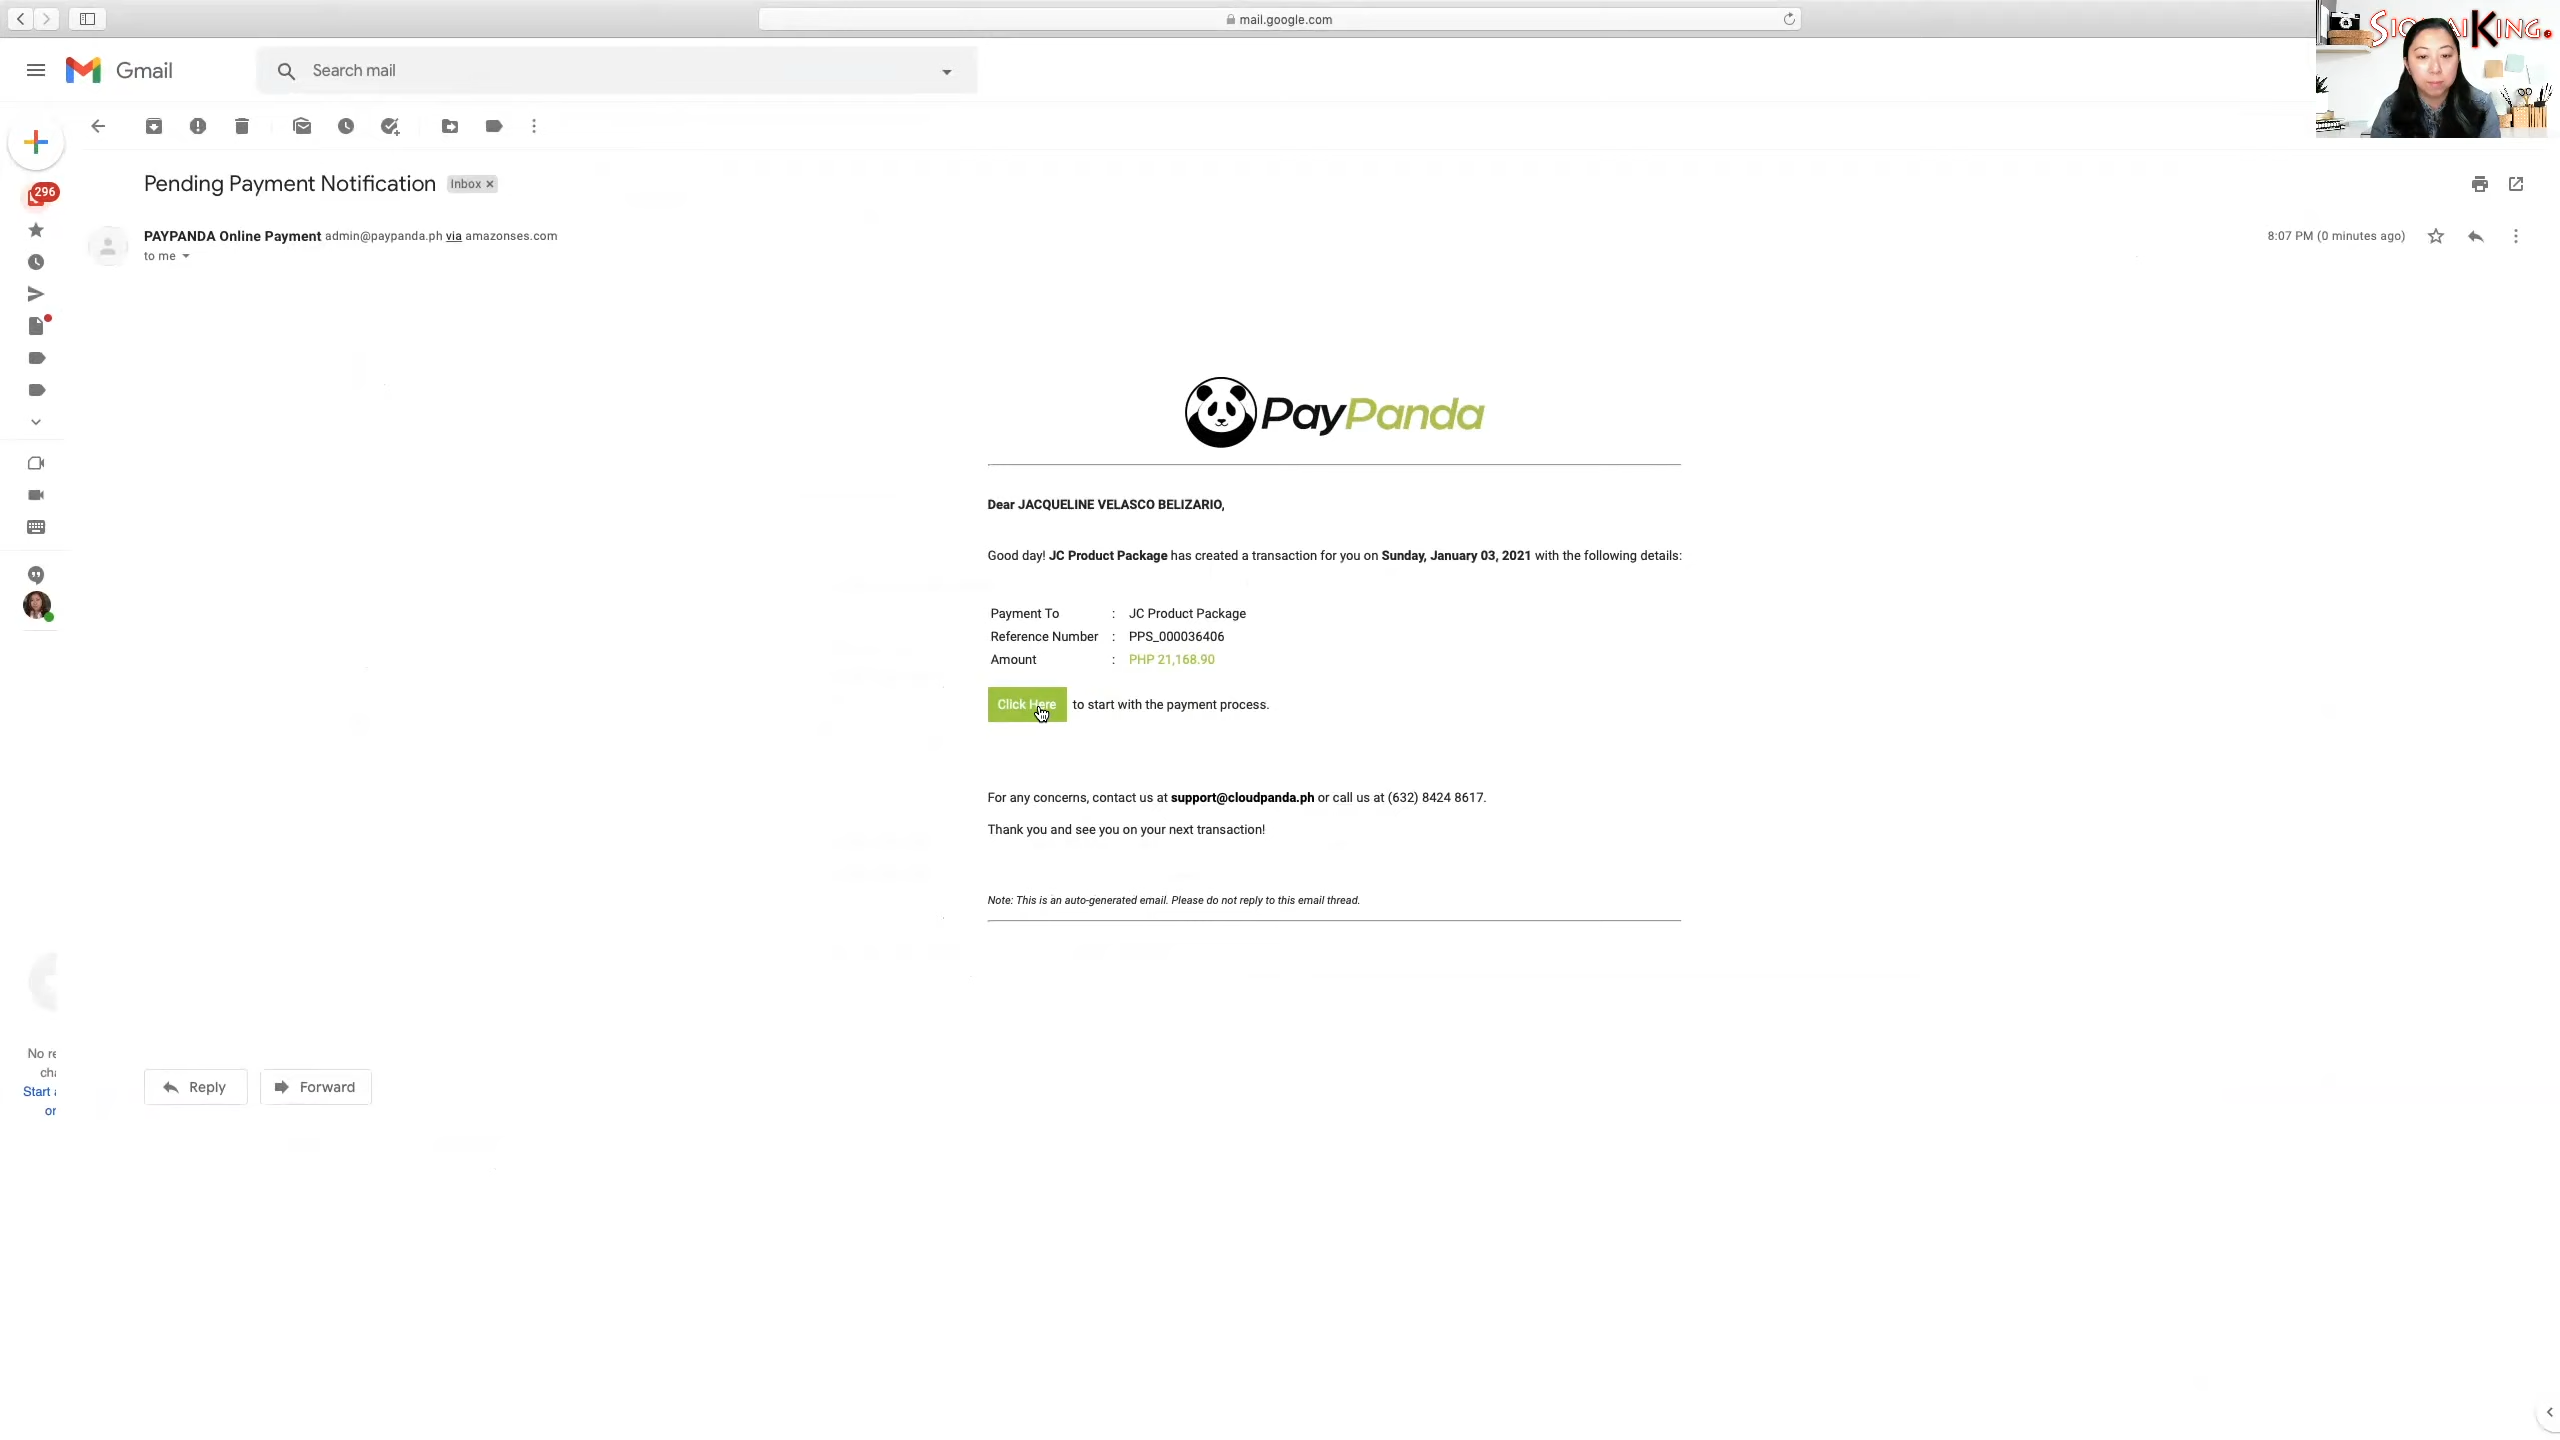 mail.google.com
SiomaiKing.
Gmail
Search mail
296
Pending Payment Notification
Inbox ×
PAYPANDA Online Payment admin@paypanda.ph via amazonses.com
8:07 PM (0 minutes ago)
to me
PayPanda
Dear JACQUELINE VELASCO BELIZARIO,
Good day! JC Product Package has created a transaction for you on Sunday, January 03, 2021 with the following details:
Payment To : JC Product Package
Reference Number : PPS_000036406
Amount : PHP 21,168.90
Click Here to start with the payment process.
For any concerns, contact us at support@cloudpanda.ph or call us at (632) 8424 8617.
Thank you and see you on your next transaction!
Note: This is an auto-generated email. Please do not reply to this email thread.
No re
cha
Start a
or
Reply
Forward